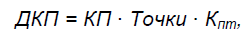 ДКП = КП · Точки · Кпт,